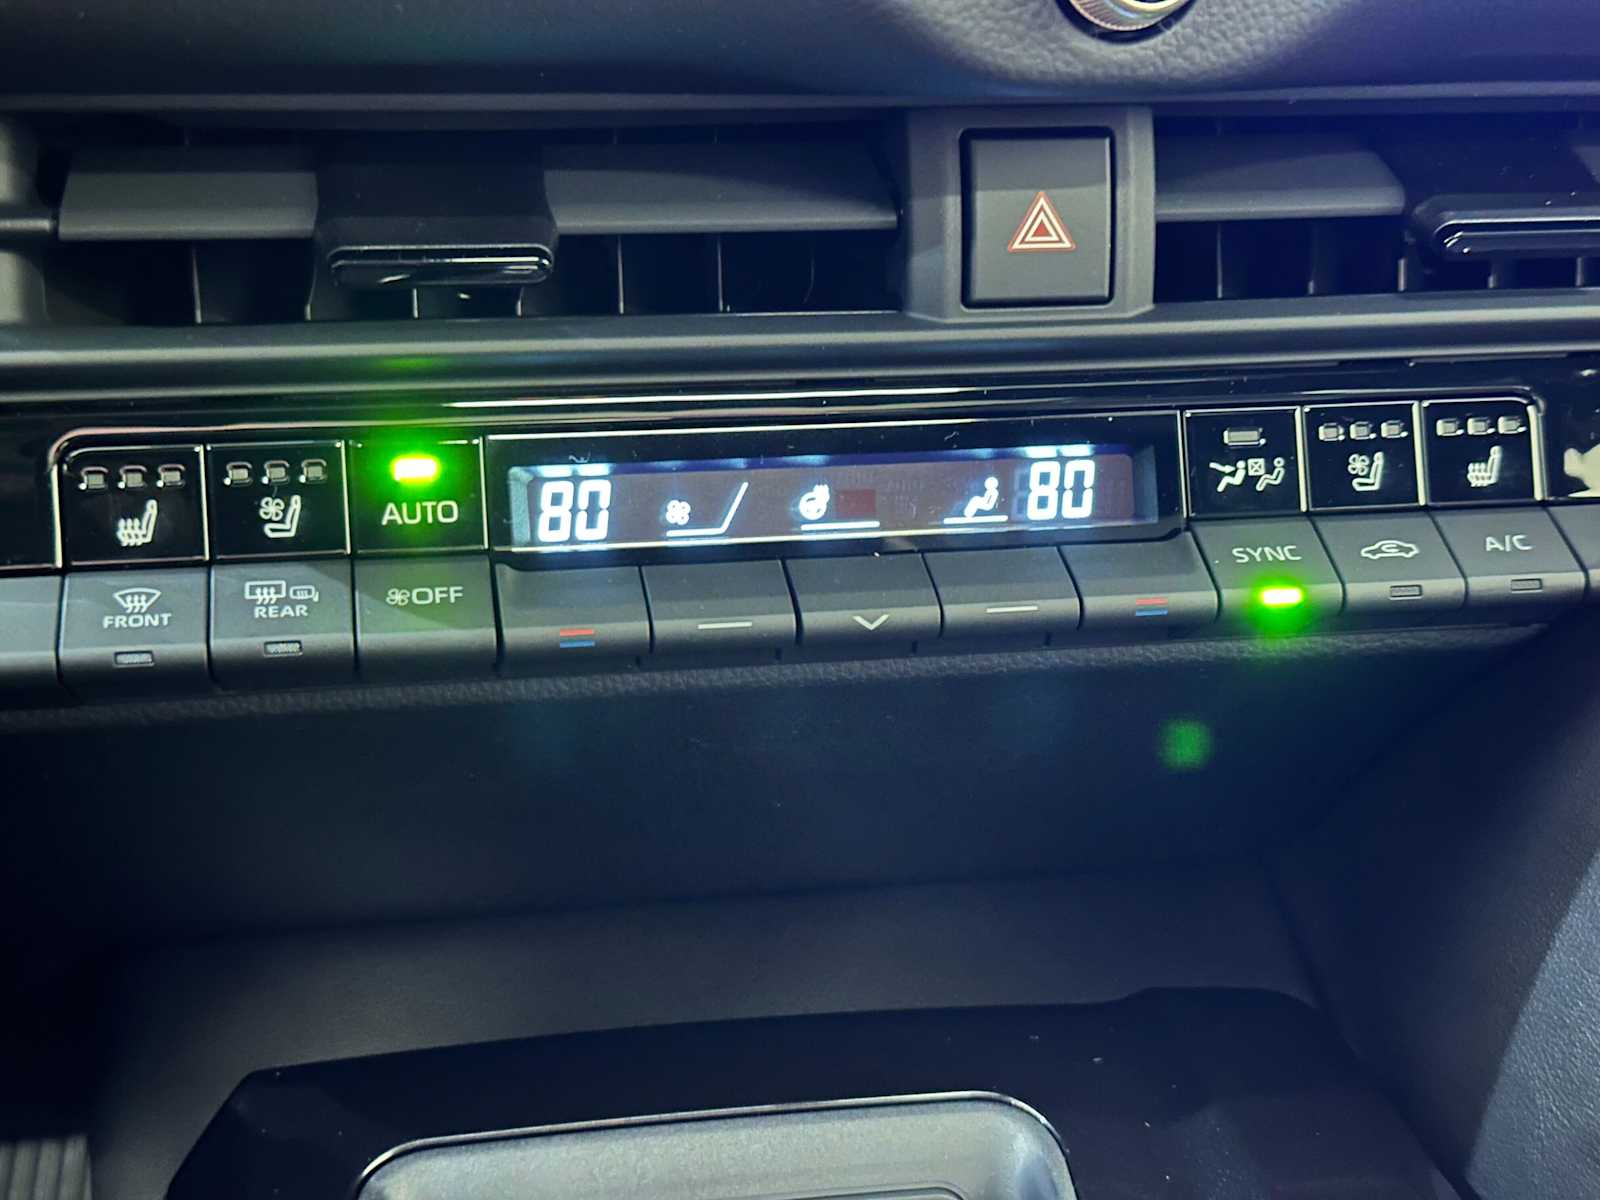 AUTO
80 80
FRONT
REAR
OFF
SYNC
A/C